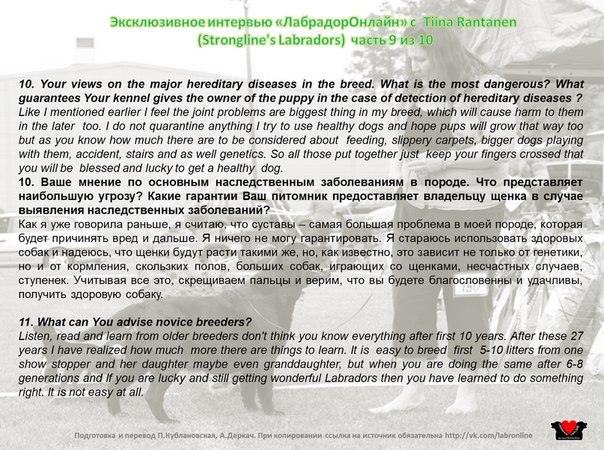 Эксклюзивное интервью «ЛабрадорОнлайн» с Tiina Rantanen
(Strongline's Labradors) часть 9 из 10
10. Your views on the major hereditary diseases in the breed. What is the most dangerous? What
guarantees Your kennel gives the owner of the puppy in the case of detection of hereditary diseases ?
Like I mentioned earlier I feel the joint problems are biggest thing in my breed, which will cause harm to them
in the later too. I do not quarantine anything I try to use healthy dogs and hope pups will grow that way too
but as you know how much there are to be considered about feeding, slippery carpets, bigger dogs playing
with them, accident, stairs and as well genetics. So all those put together just keep your fingers crossed that
you will be blessed and lucky to get a healthy dog.
10. Ваше мнение по основным наследственным заболеваниям в породе. Что представляет
наибольшую угрозу? Какие гарантии Ваш питомник предоставляет владельцу щенка в случае
выявления наследственных заболеваний?
Как я уже говорила раньше, я считаю, что суставы – самая большая проблема в моей породе, которая
будет причинять вред и дальше. Я ничего не могу гарантировать. Я стараюсь использовать здоровых
собак и надеюсь, что щенки будут расти такими же, но, как известно, это зависит не только от генетики,
но и от кормления, скользких полов, больших собак, играющих со щенками, несчастных случаев,
ступенек. Учитывая все это, скрещиваем пальцы и верим, что вы будете благословенны и удачливы,
получить здоровую собаку.
11. What can You advise novice breeders?
Listen, read and learn from older breeders don't think you know everything after first 10 years. After these 27
years I have realized how much more there are things to learn. It is easy to breed first 5-10 litters from one
show stopper and her daughter maybe even granddaughter, but when you are doing the same after 6-8
generations and If you are lucky and still getting wonderful Labradors then you have learned to do something
right. It is not easy at all.
Подготовка и перевод П.Кублановская, А.Деркач. При копировании ссылка на источник обязательна http://vk.com/labronline